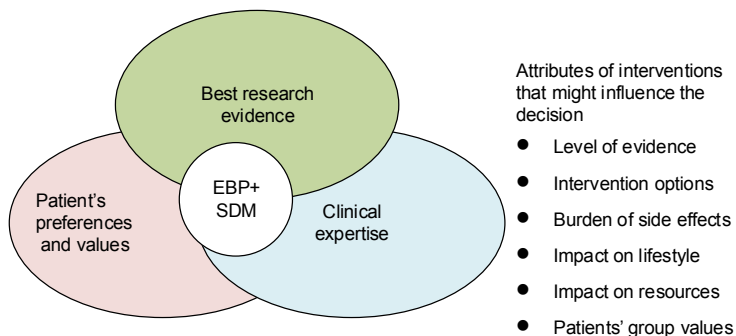 Best research
evidence
Patient's
preferences
and values
EBP+
SDM
Clinical
expertise
Attributes of interventions
that might influence the
decision
● Level of evidence
● Intervention options
● Burden of side effects
● Impact on lifestyle
● Impact on resources
● Patients' group values